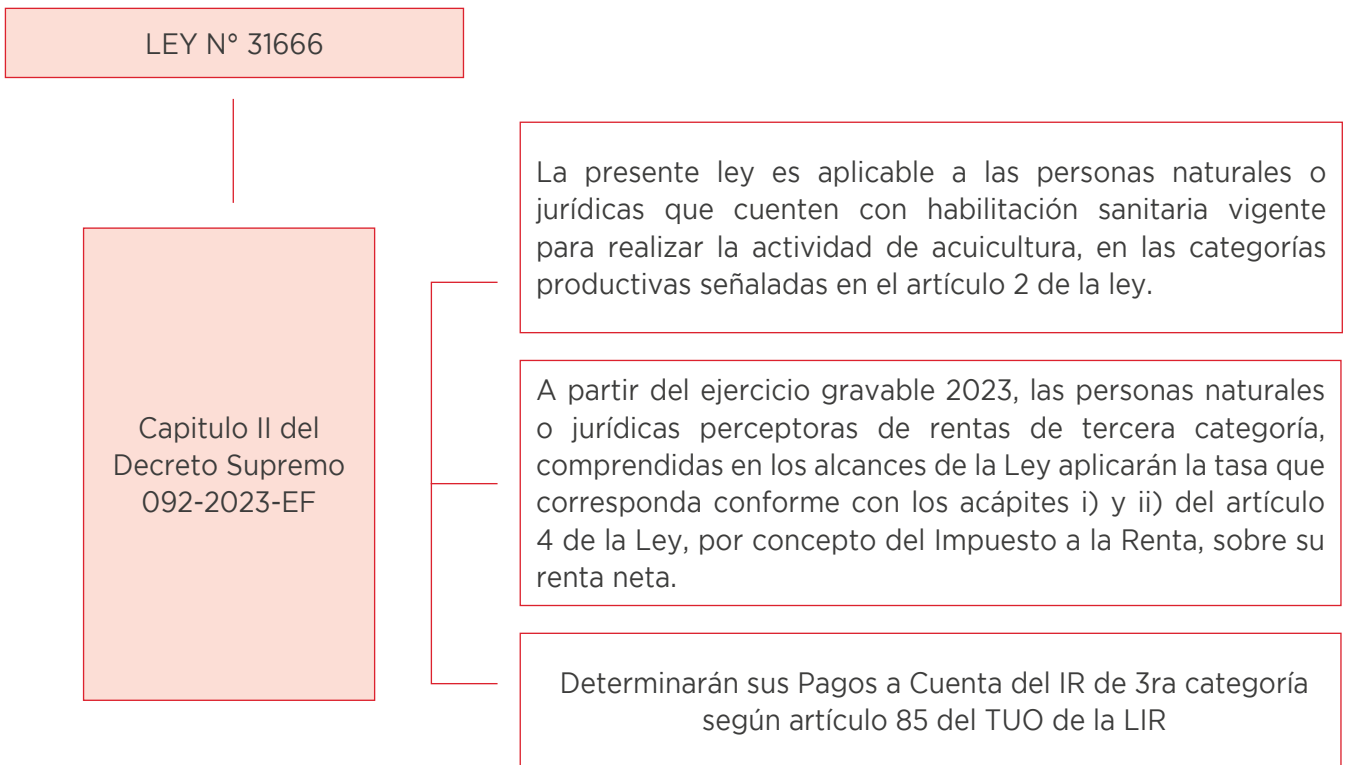 LEY N° 31666
Capitulo II del
Decreto Supremo
092-2023-EF
La presente ley es aplicable a las personas naturales o
jurídicas que cuenten con habilitación sanitaria vigente
para realizar la actividad de acuicultura, en las categorías
productivas señaladas en el artículo 2 de la ley.
A partir del ejercicio gravable 2023, las personas naturales
o jurídicas perceptoras de rentas de tercera categoría,
comprendidas en los alcances de la Ley aplicarán la tasa que
corresponda conforme con los acápites i) y ii) del artículo
4 de la Ley, por concepto del Impuesto a la Renta, sobre su
renta neta.
Determinarán sus Pagos a Cuenta del IR de 3ra categoría
según artículo 85 del TUO de la LIR